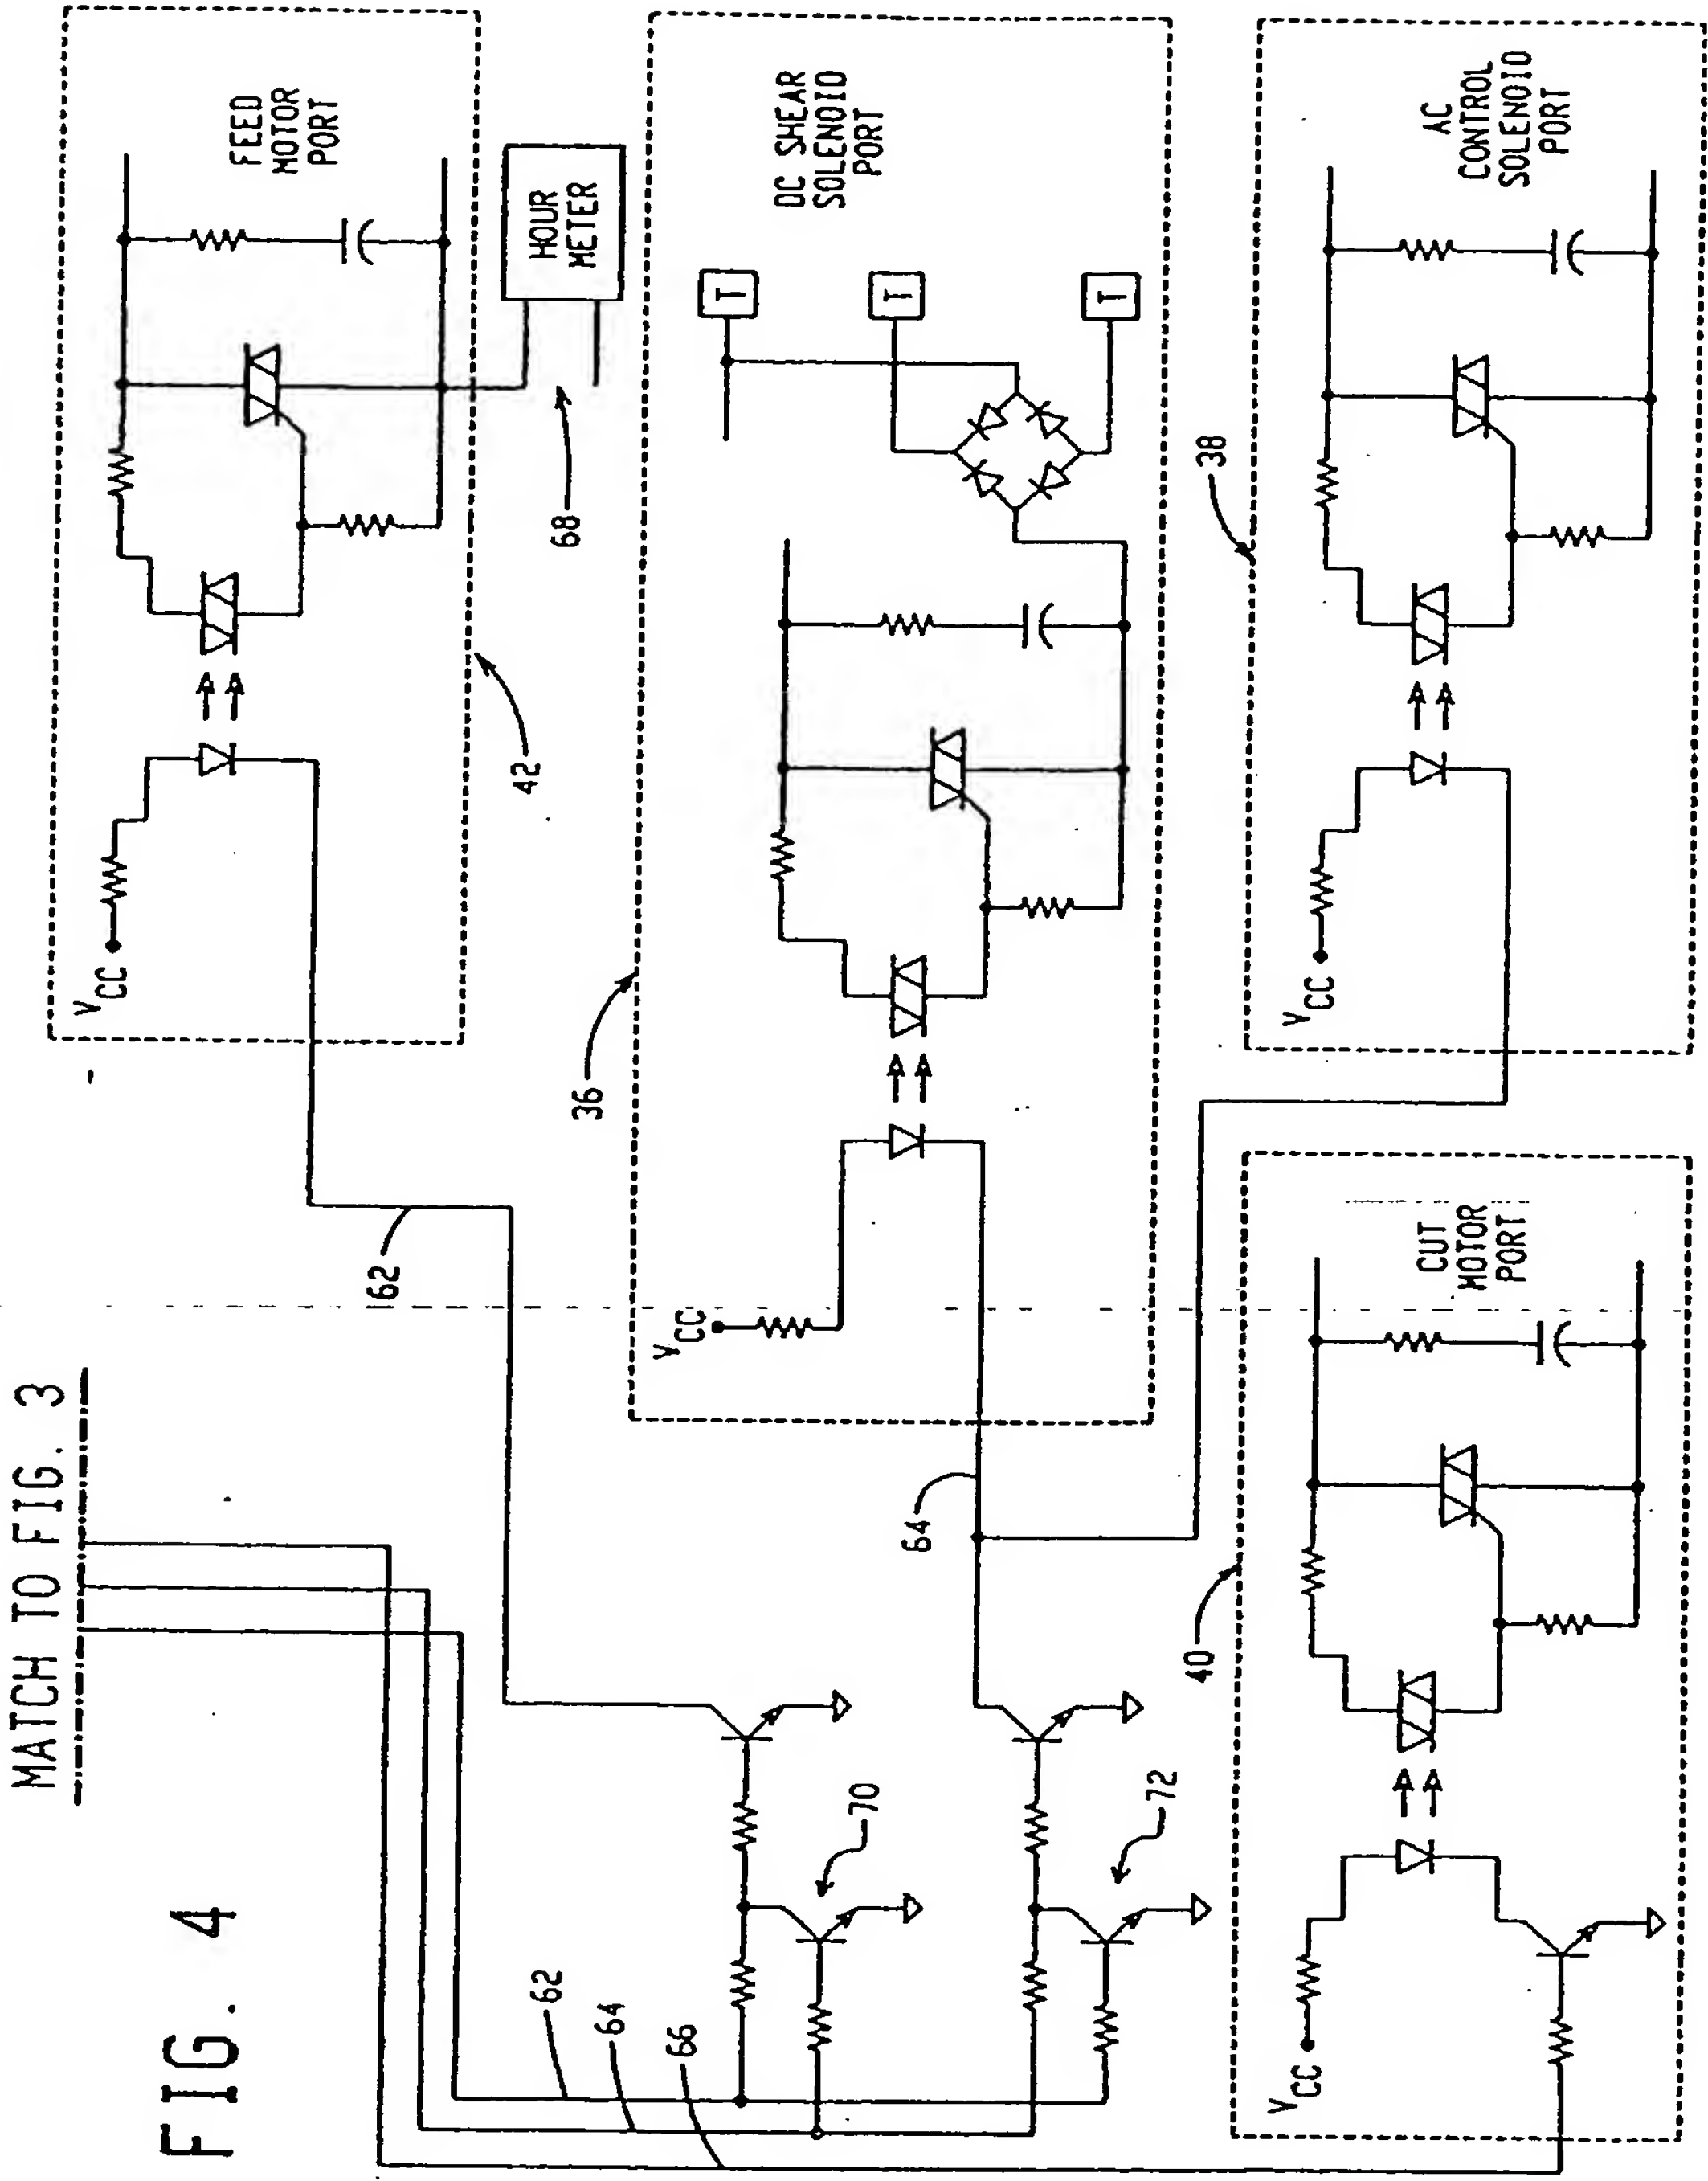 FIG. 4
MATCH TO FIG. 3
62
64
66
70
72
62
64
VCC
FEED
MOTOR
PORT
42
68
HOUR
METER
36
VCC
DC SHEAR
SOLENOID
PORT
T
T
T
38
VCC
AC
CONTROL
SOLENOID
PORT
40
VCC
CUT
MOTOR
PORT